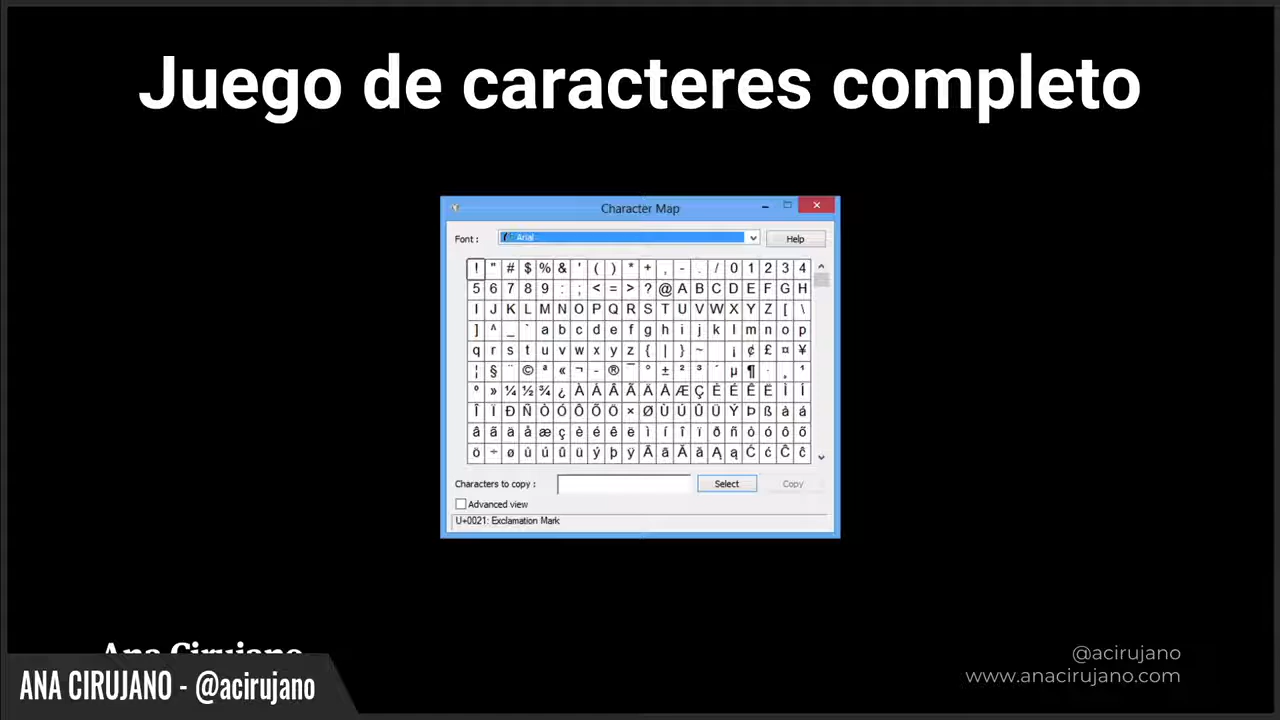 Juego de caracteres completo
Character Map
Font : Arial
Help
! " # $ % & ' ( ) * + , - . / 0 1 2 3 4
5 6 7 8 9 : ; < = > ? @ A B C D E F G H
I J K L M N O P Q R S T U V W X Y Z [ \
] ^ _ ` a b c d e f g h i j k l m n o p
q r s t u v w x y z { | } ~ ¡ ¢ £ ¤ ¥
¦ § ¨ © ª « ¬ - ® ¯ ° ± ² ³ ´ µ ¶ · ¸ ¹
º » ¼ ½ ¾ ¿ À Á Â Ã Ä Å Æ Ç È É Ê Ë Ì Í
Î Ï Ð Ñ Ò Ó Ô Õ Ö × Ø Ù Ú Û Ü Ý Þ ß à á
â ã ä å æ ç è é ê ë ì í î ï ð ñ ò ó ô õ
ö ÷ ø ù ú û ü ý þ ÿ Ā ā Ă ă Ą ą Ć ć Ĉ ĉ
Characters to copy :
Select
Copy
Advanced view
U+0021: Exclamation Mark
Ana Cirujano
@acirujano
www.anacirujano.com
ANA CIRUJANO - @acirujano